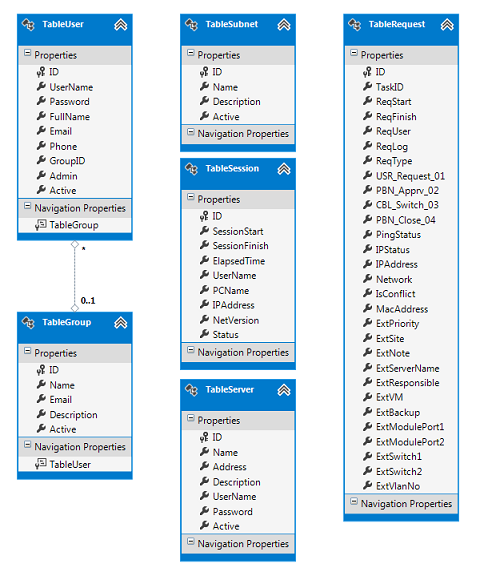 TableUser
Properties
ID
UserName
Password
FullName
Email
Phone
GroupID
Admin
Active
Navigation Properties
TableGroup
*
0..1
TableGroup
Properties
ID
Name
Email
Description
Active
Navigation Properties
TableUser
TableSubnet
Properties
ID
Name
Description
Active
Navigation Properties
TableSession
Properties
ID
SessionStart
SessionFinish
ElapsedTime
UserName
PCName
IPAddress
NetVersion
Status
Navigation Properties
TableServer
Properties
ID
Name
Address
Description
UserName
Password
Active
Navigation Properties
TableRequest
Properties
ID
TaskID
ReqStart
ReqFinish
ReqUser
ReqLog
ReqType
USR_Request_01
PBN_Apprv_02
CBL_Switch_03
PBN_Close_04
PingStatus
IPStatus
IPAddress
Network
IsConflict
MacAddress
ExtPriority
ExtSite
ExtNote
ExtServerName
ExtResponsible
ExtVM
ExtBackup
ExtModulePort1
ExtModulePort2
ExtSwitch1
ExtSwitch2
ExtVlanNo
Navigation Properties